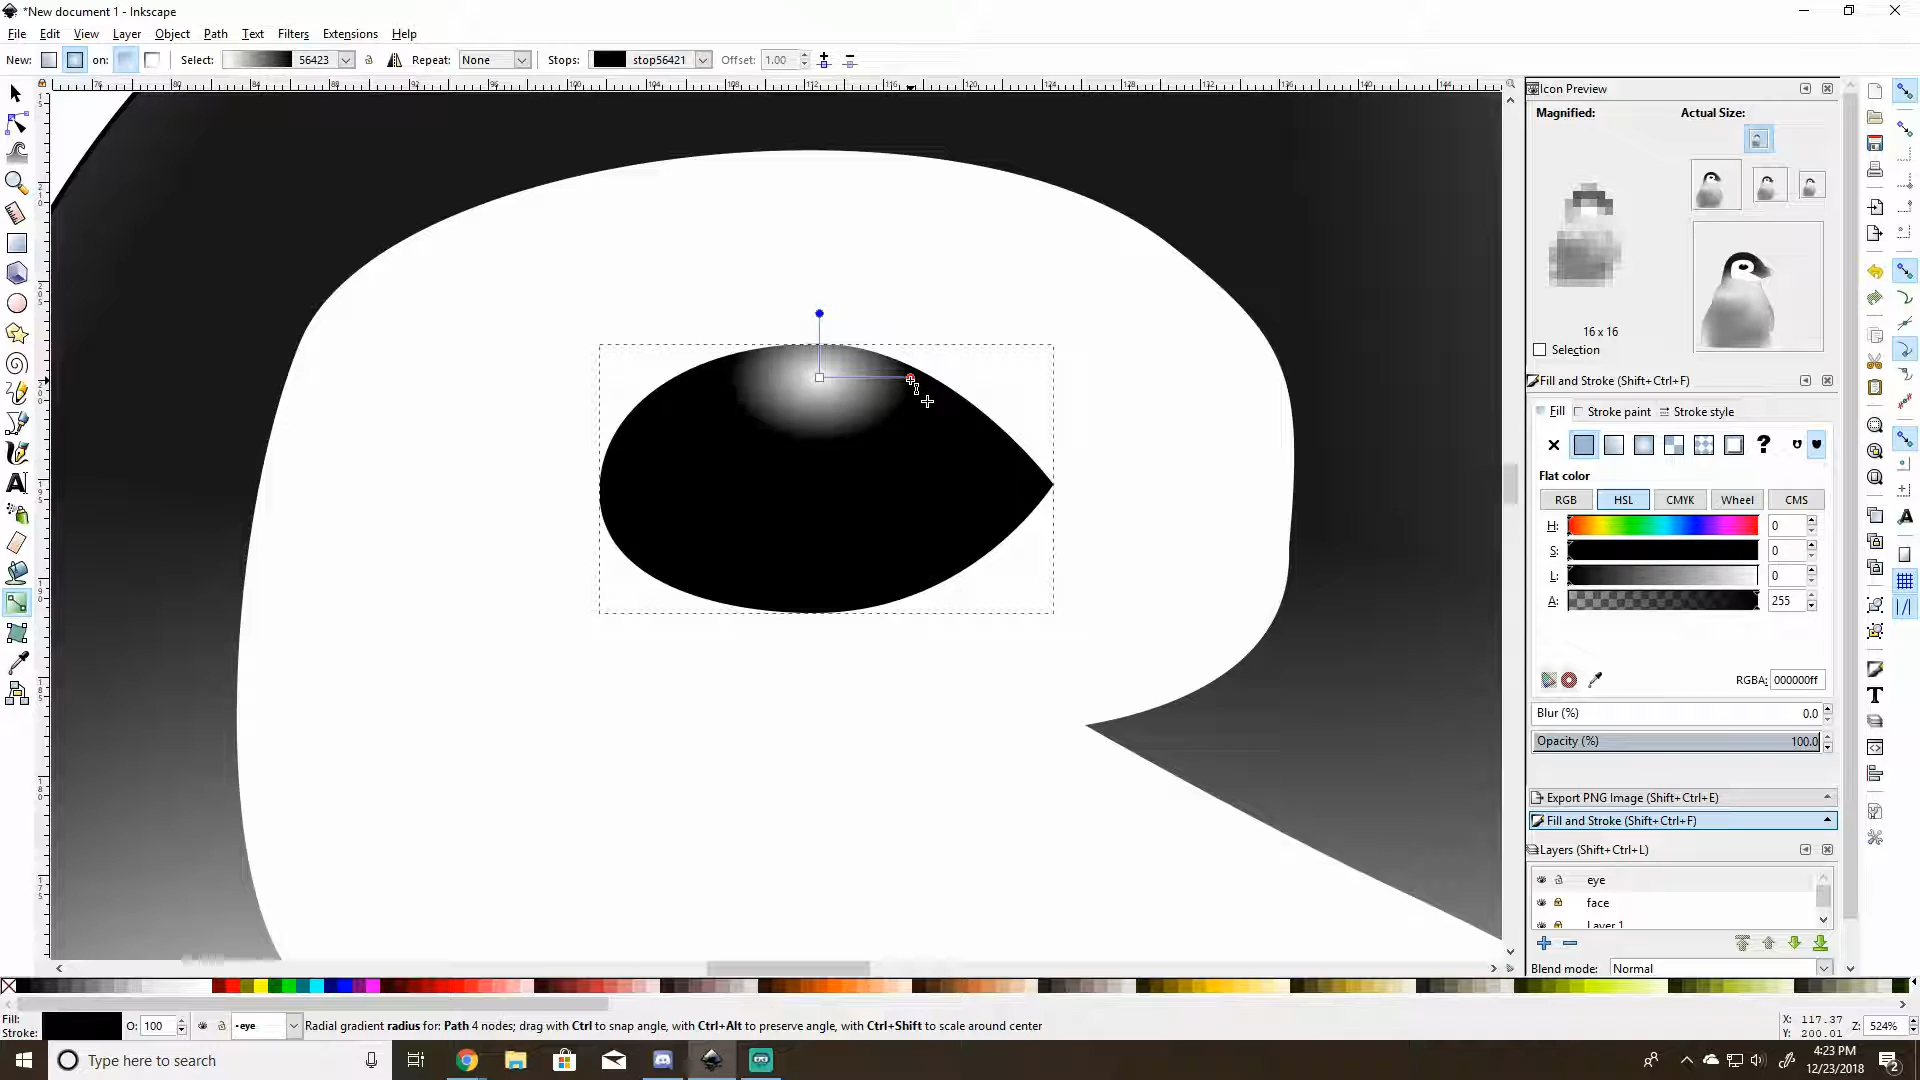 *New document 1 - Inkscape
File Edit View Layer Object Path Text Filters Extensions Help
New: on: Select: 56423 Repeat: None Stops: stop56421 Offset: 1.00
Icon Preview
Magnified: Actual Size:
16 x 16
Selection
Fill and Stroke (Shift+Ctrl+F)
Fill Stroke paint Stroke style
Flat color
RGB HSL CMYK Wheel CMS
H: 0
S: 0
L: 0
A: 255
RGBA: 000000ff
Blur (%) 0.0
Opacity (%) 100.0
Export PNG Image (Shift+Ctrl+E)
Fill and Stroke (Shift+Ctrl+F)
Layers (Shift+Ctrl+L)
eye
face
Layer 1
Blend mode: Normal
Fill:
Stroke:
O: 100 •eye Radial gradient radius for: Path 4 nodes; drag with Ctrl to snap angle, with Ctrl+Alt to preserve angle, with Ctrl+Shift to scale around center
X: 117.37
Y: 200.01
Z: 524%
Type here to search
4:23 PM
12/23/2018
2